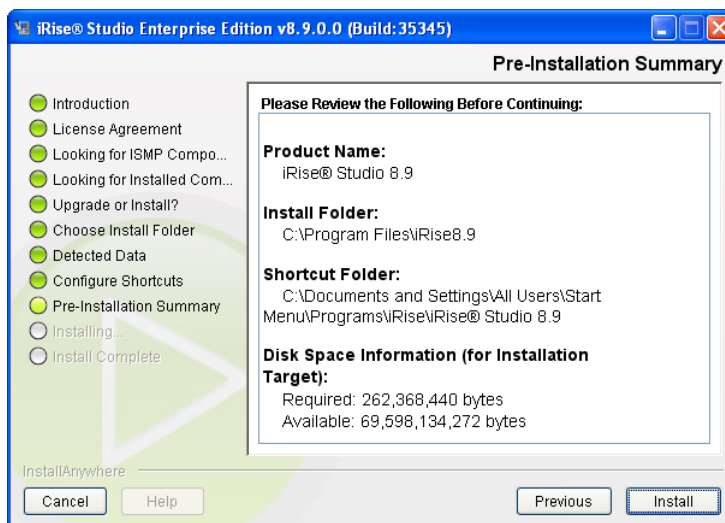 iRise® Studio Enterprise Edition v8.9.0.0 (Build:35345)
Pre-Installation Summary
Introduction
License Agreement
Looking for ISMP Compo...
Looking for Installed Com...
Upgrade or Install?
Choose Install Folder
Detected Data
Configure Shortcuts
Pre-Installation Summary
Installing...
Install Complete
Please Review the Following Before Continuing:
Product Name:
iRise® Studio 8.9
Install Folder:
C:\Program Files\iRise8.9
Shortcut Folder:
C:\Documents and Settings\All Users\Start
Menu\Programs\iRise\iRise® Studio 8.9
Disk Space Information (for Installation
Target):
Required: 262,368,440 bytes
Available: 69,598,134,272 bytes
InstallAnywhere
Cancel
Help
Previous
Install